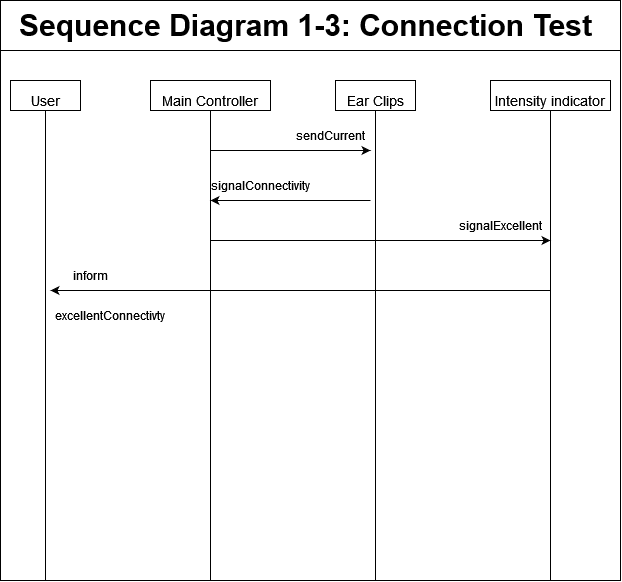 Sequence Diagram 1-3: Connection Test
User
Main Controller
Ear Clips
Intensity indicator
sendCurrent
signalConnectivity
signalExcellent
inform
excellentConnectivty